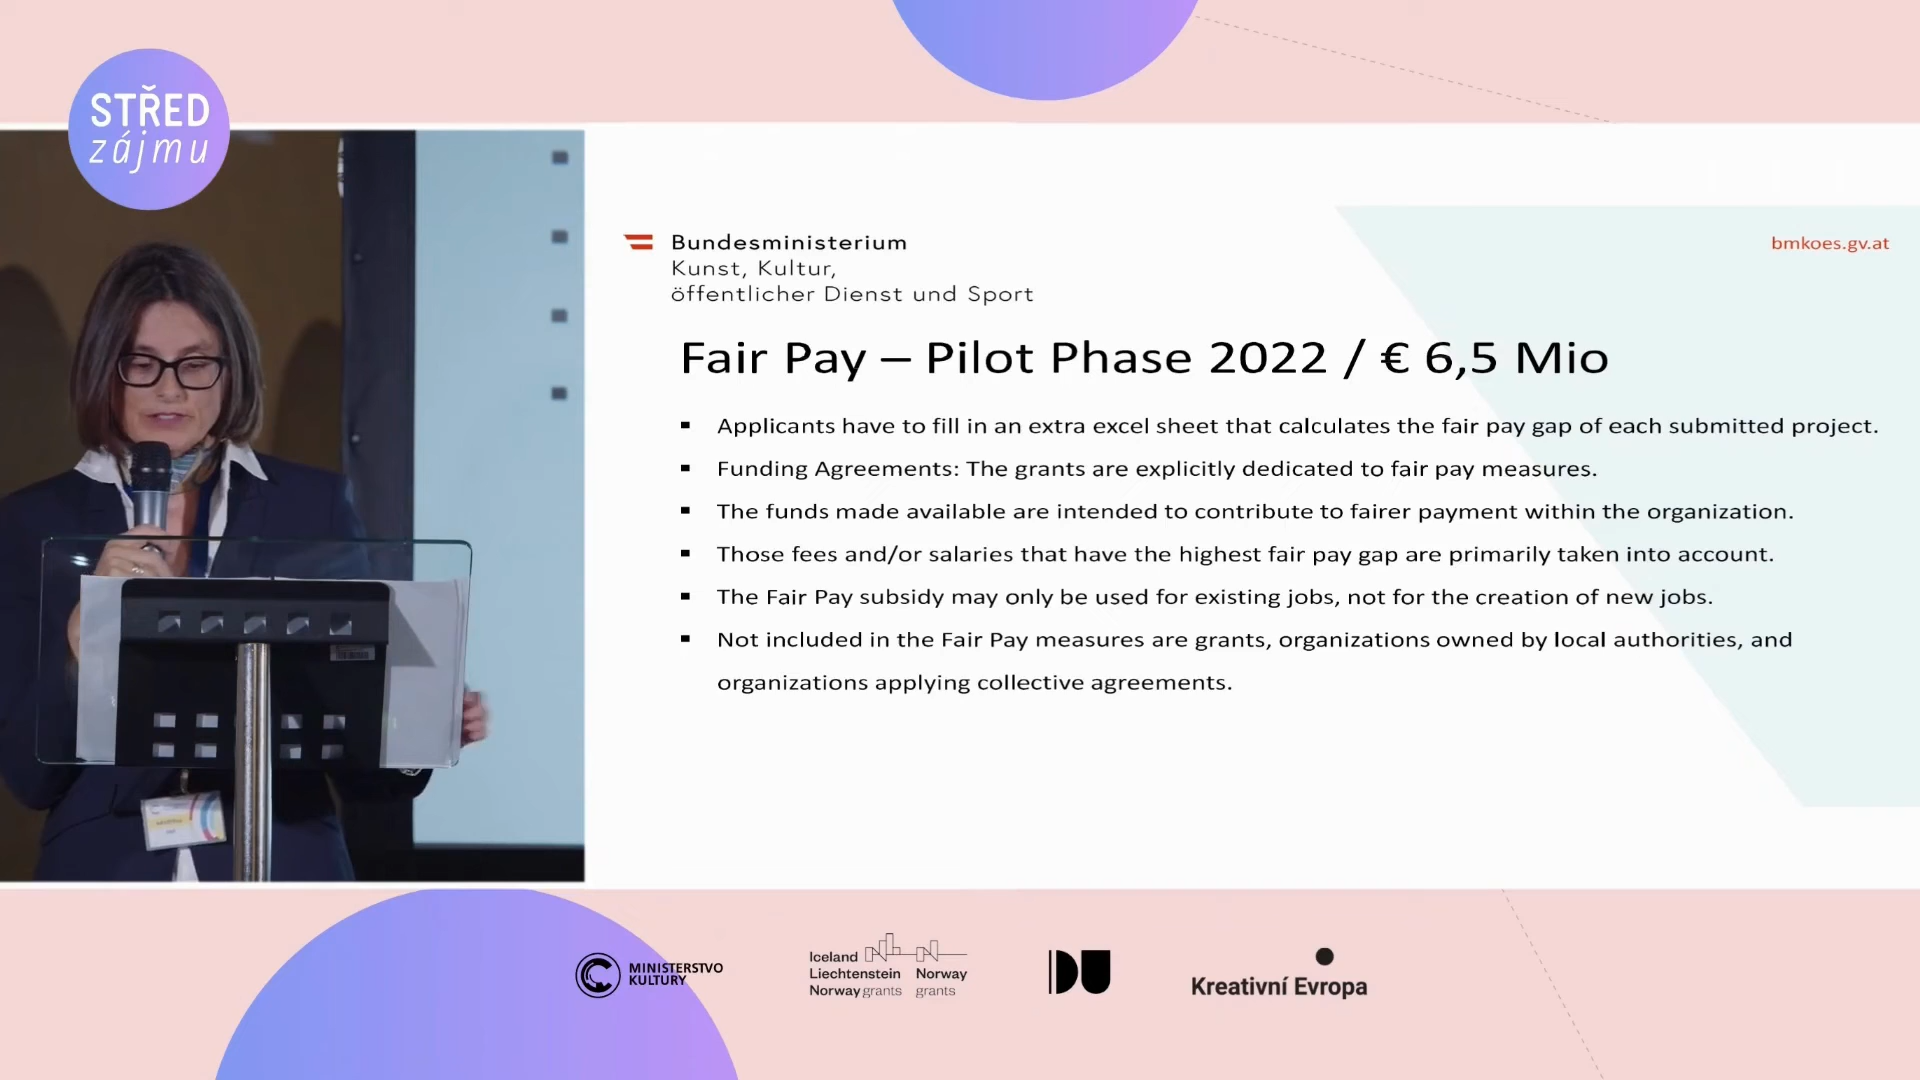 STŘED
zájmu
Bundesministerium
Kunst, Kultur,
öffentlicher Dienst und Sport
bmkoes.gv.at
Fair Pay – Pilot Phase 2022 / € 6,5 Mio
▪ Applicants have to fill in an extra excel sheet that calculates the fair pay gap of each submitted project.
▪ Funding Agreements: The grants are explicitly dedicated to fair pay measures.
▪ The funds made available are intended to contribute to fairer payment within the organization.
▪ Those fees and/or salaries that have the highest fair pay gap are primarily taken into account.
▪ The Fair Pay subsidy may only be used for existing jobs, not for the creation of new jobs.
▪ Not included in the Fair Pay measures are grants, organizations owned by local authorities, and
organizations applying collective agreements.
MINISTERSTVO
KULTURY
Iceland
Liechtenstein
Norway grants
Norway
grants
DU
Kreativní Evropa